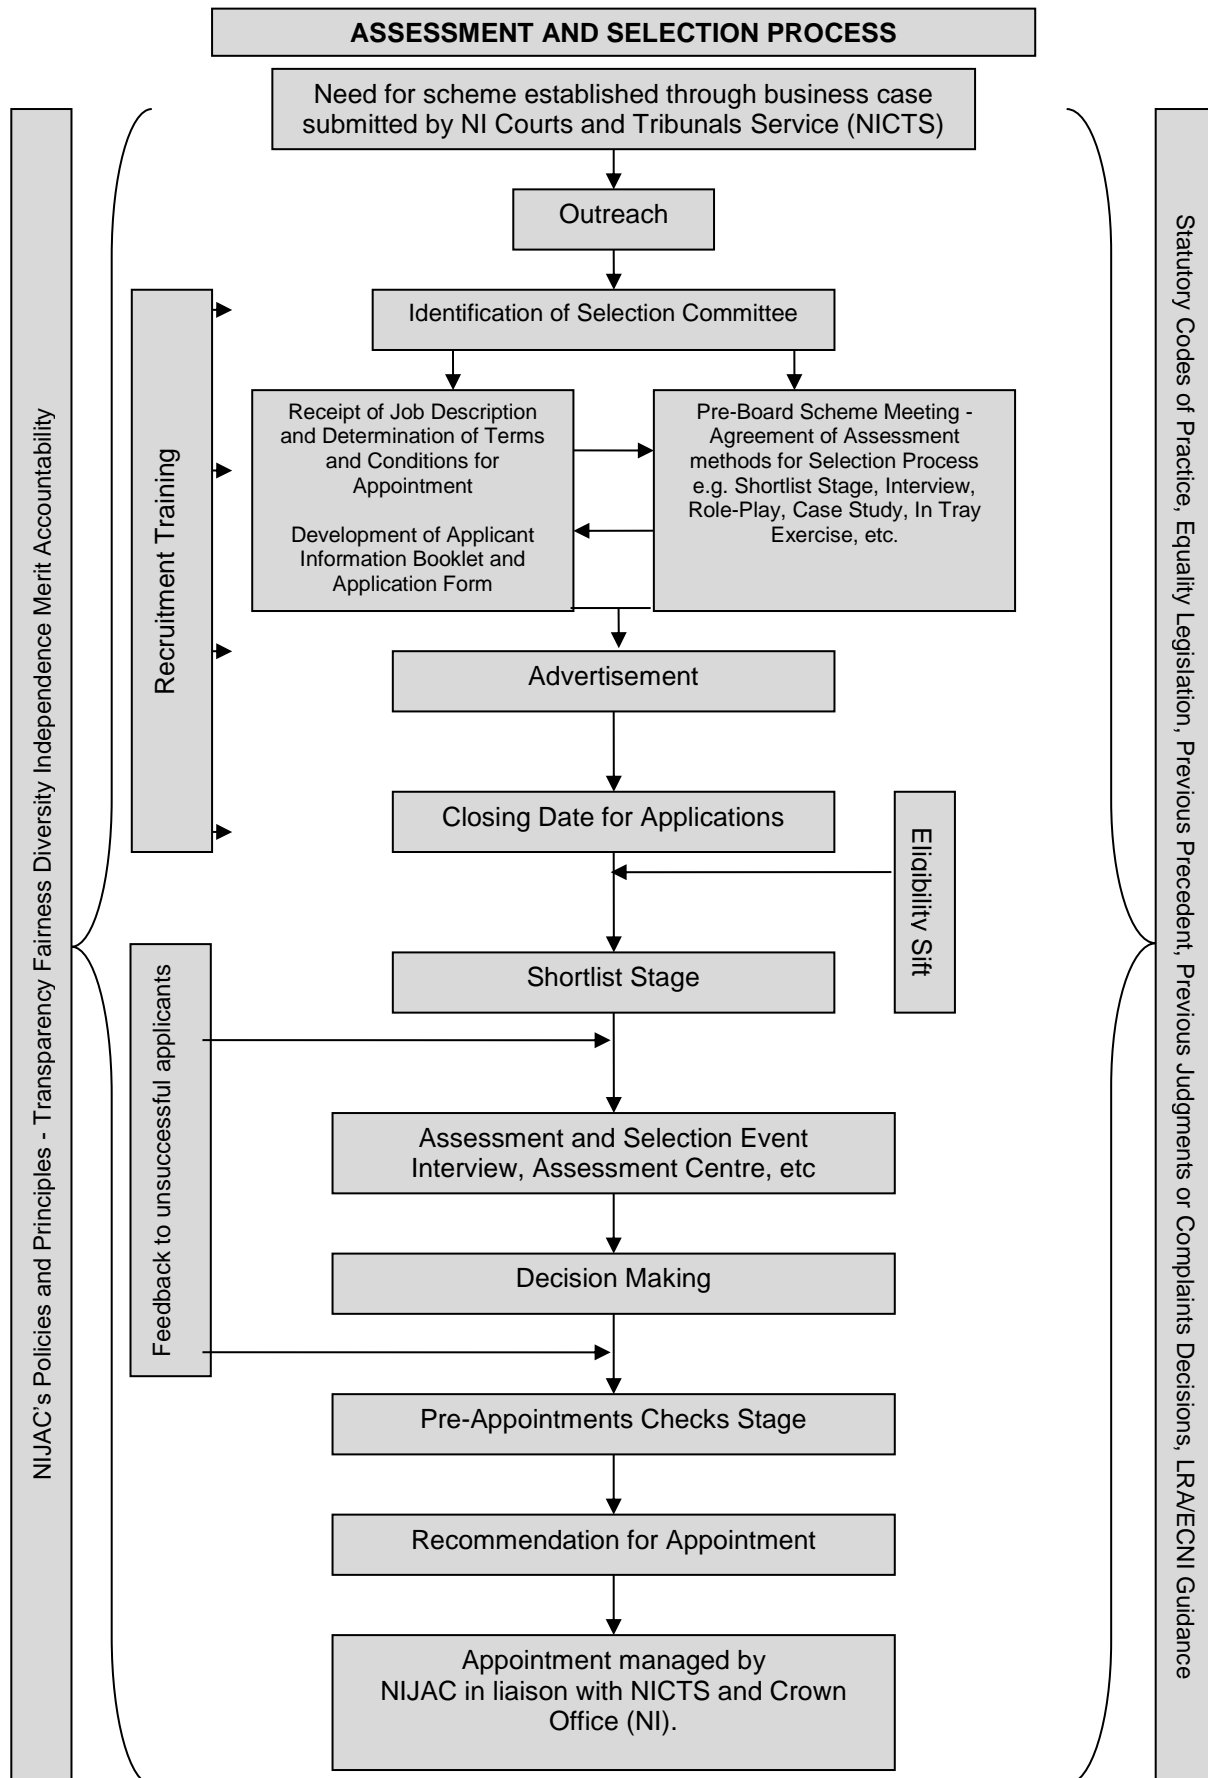 ASSESSMENT AND SELECTION PROCESS
Need for scheme established through business case
submitted by NI Courts and Tribunals Service (NICTS)
Outreach
Identification of Selection Committee
Receipt of Job Description
and Determination of Terms
and Conditions for
Appointment
Development of Applicant
Information Booklet and
Application Form
Pre-Board Scheme Meeting -
Agreement of Assessment
methods for Selection Process
e.g. Shortlist Stage, Interview,
Role-Play, Case Study, In Tray
Exercise, etc.
Recruitment Training
Advertisement
Closing Date for Applications
Eligibility Sift
Shortlist Stage
Feedback to unsuccessful applicants
Assessment and Selection Event
Interview, Assessment Centre, etc
Decision Making
Pre-Appointments Checks Stage
Recommendation for Appointment
Appointment managed by
NIJAC in liaison with NICTS and Crown
Office (NI).
NIJAC's Policies and Principles - Transparency Fairness Diversity Independence Merit Accountability
Statutory Codes of Practice, Equality Legislation, Previous Precedent, Previous Judgments or Complaints Decisions, LRA/ECNI Guidance